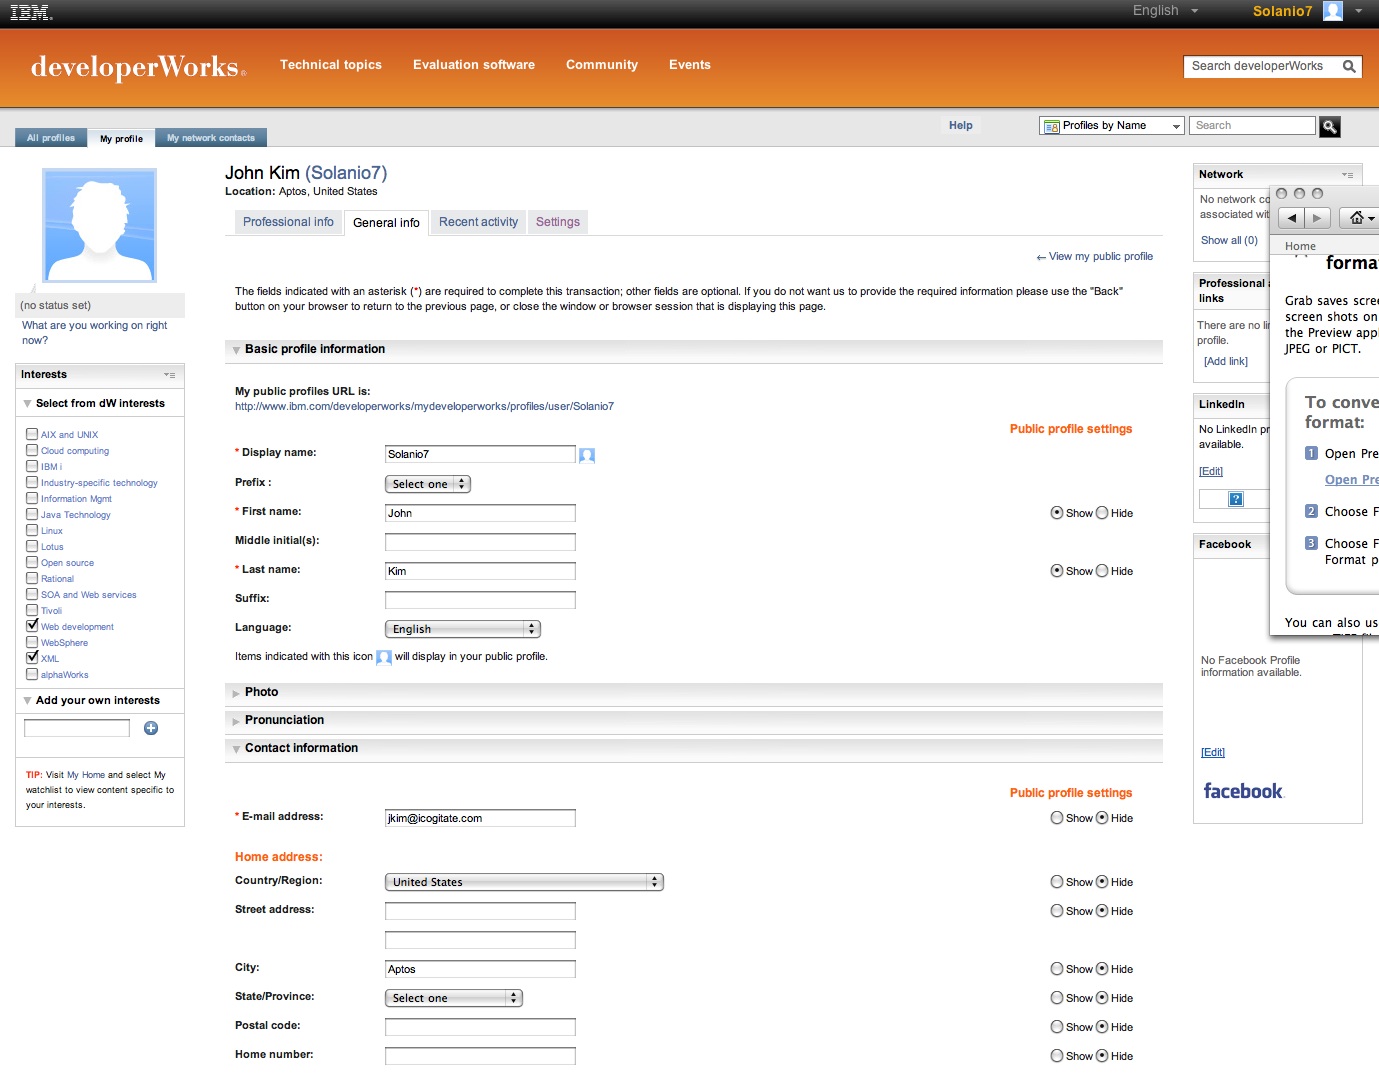 IBM.
English
Solanio7
developerWorks®
Technical topics
Evaluation software
Community
Events
Search developerWorks
All profiles
My profile
My network contacts
Help
Profiles by Name
Search
(no status set)
What are you working on right
now?
Interests
Select from dW interests
AIX and UNIX
Cloud computing
IBM i
Industry-specific technology
Information Mgmt
Java Technology
Linux
Lotus
Open source
Rational
SOA and Web services
Tivoli
Web development
WebSphere
XML
alphaWorks
Add your own interests
TIP: Visit My Home and select My
watchlist to view content specific to
your interests.
John Kim (Solanio7)
Location: Aptos, United States
Professional info
General info
Recent activity
Settings
← View my public profile
The fields indicated with an asterisk (*) are required to complete this transaction; other fields are optional. If you do not want us to provide the required information please use the "Back"
button on your browser to return to the previous page, or close the window or browser session that is displaying this page.
Basic profile information
My public profiles URL is:
http://www.ibm.com/developerworks/mydeveloperworks/profiles/user/Solanio7
Public profile settings
* Display name: Solanio7
Prefix : Select one
* First name: John Show Hide
Middle initial(s):
* Last name: Kim Show Hide
Suffix:
Language: English
Items indicated with this icon will display in your public profile.
Photo
Pronunciation
Contact information
Public profile settings
* E-mail address: jkim@icogitate.com Show Hide
Home address:
Country/Region: United States Show Hide
Street address: Show Hide
City: Aptos Show Hide
State/Province: Select one Show Hide
Postal code: Show Hide
Home number: Show Hide
Network
No network co
associated wit
Show all (0)
Professional a
links
There are no li
profile.
[Add link]
LinkedIn
No LinkedIn pr
available.
[Edit]
?
Facebook
No Facebook Profile
information available.
[Edit]
facebook
Home
forma
Grab saves scree
screen shots on
the Preview appl
JPEG or PICT.
To conve
format:
1 Open Pre
Open Pre
2 Choose F
3 Choose F
Format p
You can also us